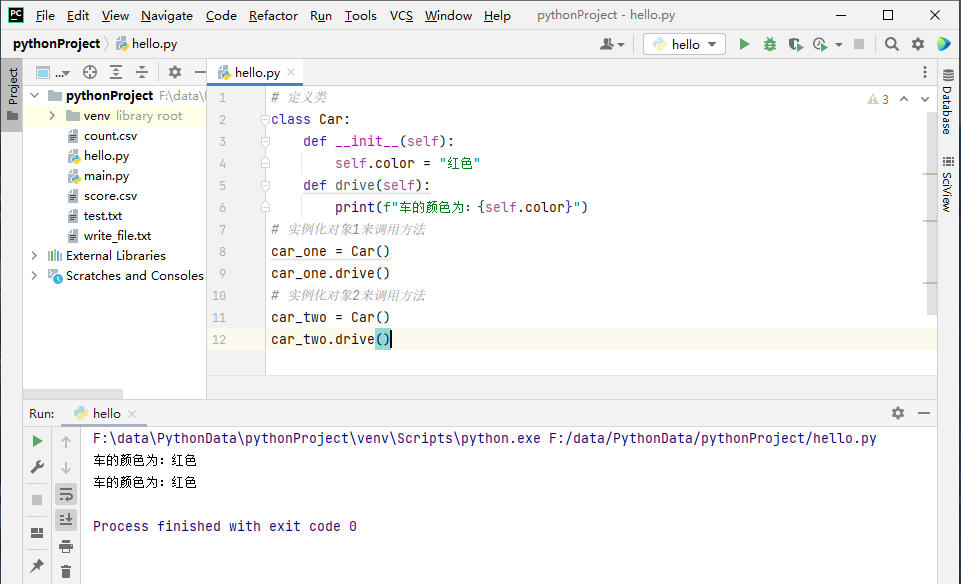 PC File Edit View Navigate Code Refactor Run Tools VCS Window Help pythonProject - hello.py
pythonProject hello.py hello
Project
... hello.py
pythonProject F:\data\
venv library root
count.csv
hello.py
main.py
score.csv
test.txt
write_file.txt
External Libraries
Scratches and Consoles
3
1 # 定义类
2 class Car:
3 def __init__(self):
4 self.color = "红色"
5 def drive(self):
6 print(f"车的颜色为：{self.color}")
7 # 实例化对象1来调用方法
8 car_one = Car()
9 car_one.drive()
10 # 实例化对象2来调用方法
11 car_two = Car()
12 car_two.drive()
Database
SciView
Run: hello
F:\data\PythonData\pythonProject\venv\Scripts\python.exe F:/data/PythonData/pythonProject/hello.py
车的颜色为：红色
车的颜色为：红色
Process finished with exit code 0